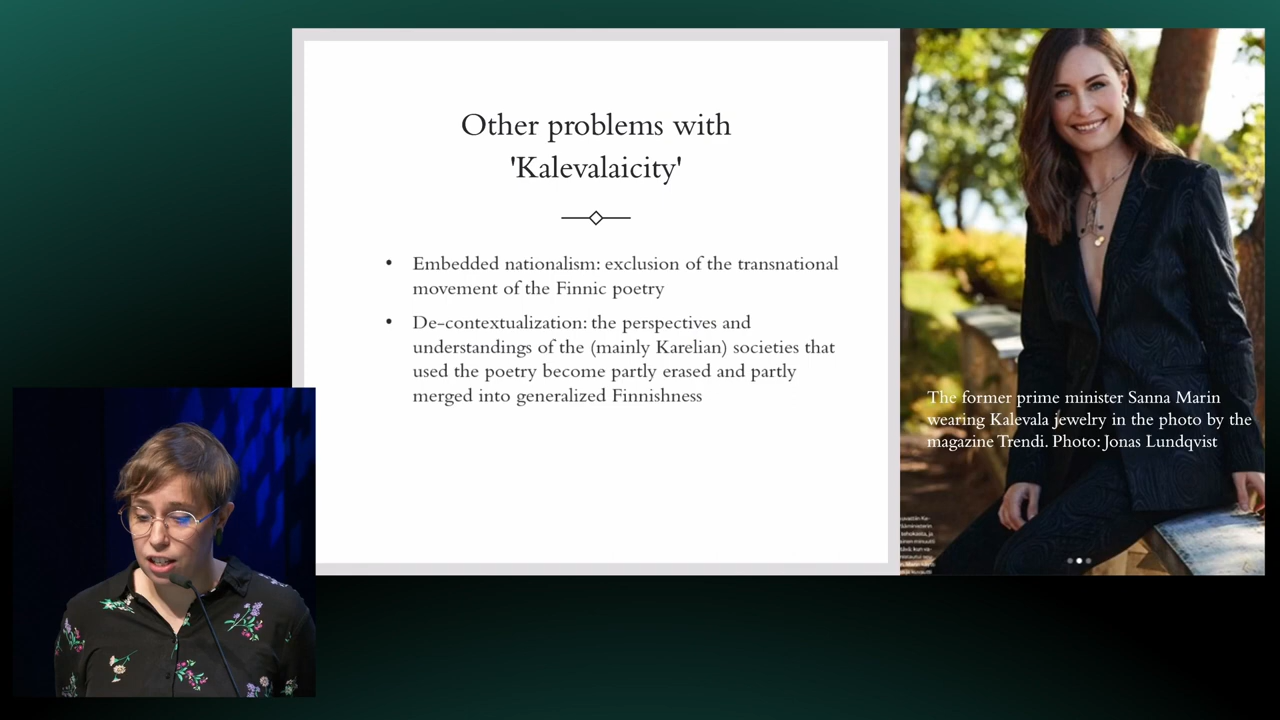 Other problems with
'Kalevalaicity'
• Embedded nationalism: exclusion of the transnational
movement of the Finnic poetry
• De-contextualization: the perspectives and
understandings of the (mainly Karelian) societies that
used the poetry become partly erased and partly
merged into generalized Finnishness
The former prime minister Sanna Marin
wearing Kalevala jewelry in the photo by the
magazine Trendi. Photo: Jonas Lundqvist